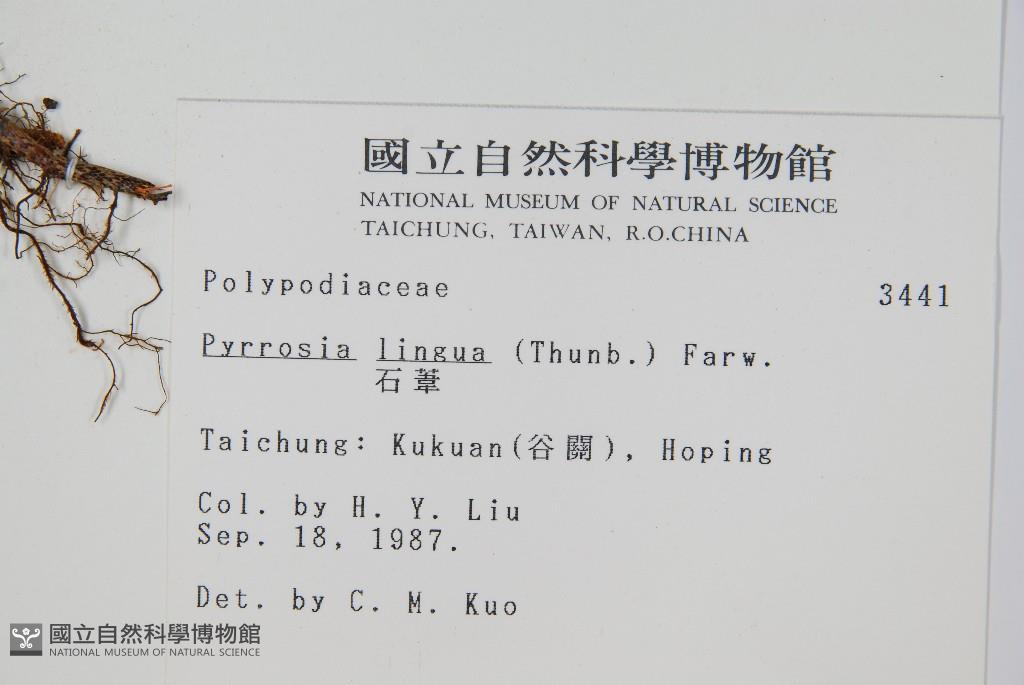 國立自然科學博物館
NATIONAL MUSEUM OF NATURAL SCIENCE
TAICHUNG, TAIWAN, R.O.CHINA
Polypodiaceae 3441
Pyrrosia lingua (Thunb.) Farw.
石葦
Taichung: Kukuan(谷關), Hoping
Col. by H. Y. Liu
Sep. 18, 1987.
Det. by C. M. Kuo
國立自然科學博物館
NATIONAL MUSEUM OF NATURAL SCIENCE